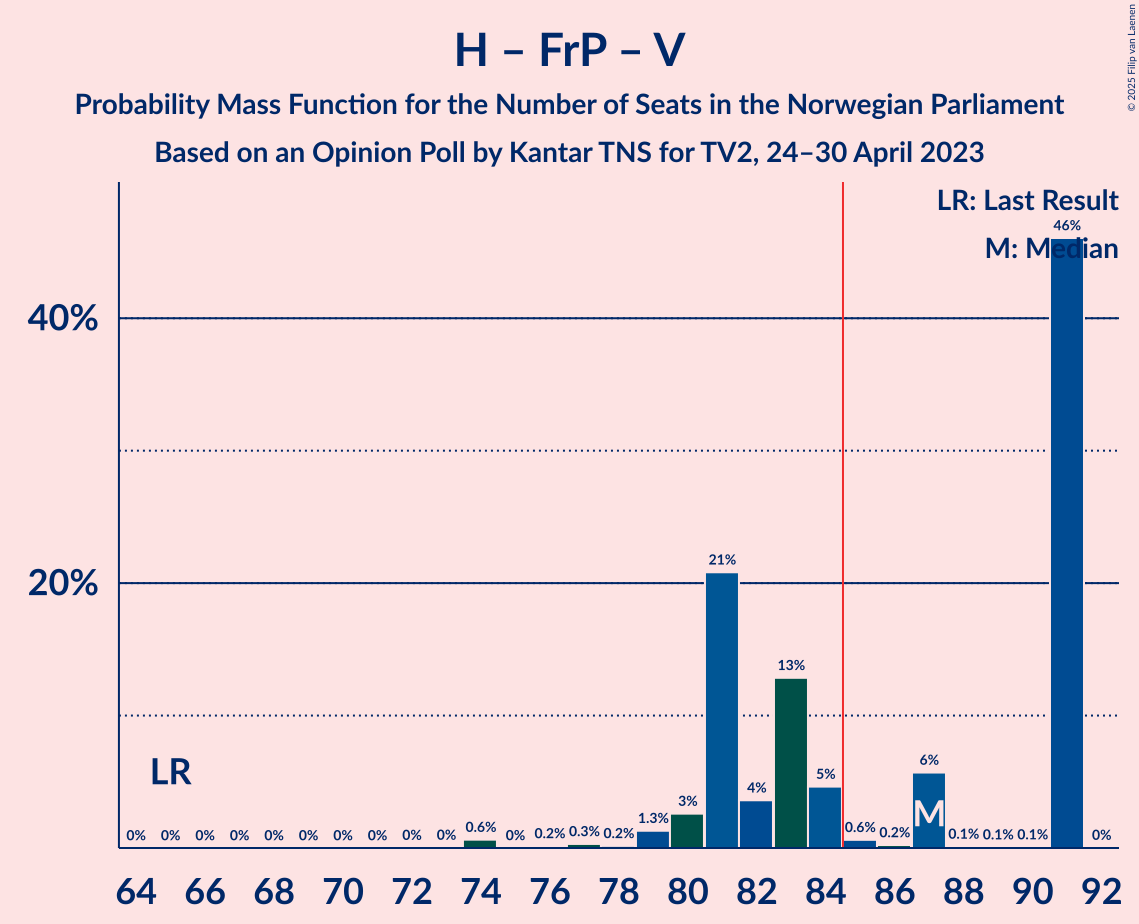 H – FrP – V
Probability Mass Function for the Number of Seats in the Norwegian Parliament
Based on an Opinion Poll by Kantar TNS for TV2, 24–30 April 2023
© 2025 Filip van Laenen
LR: Last Result
M: Median
40%
20%
LR
M
0% 0% 0% 0% 0% 0% 0% 0% 0% 0% 0.6% 0% 0.2% 0.3% 0.2% 1.3% 3% 21% 4% 13% 5% 0.6% 0.2% 6% 0.1% 0.1% 0.1% 46% 0%
64 66 68 70 72 74 76 78 80 82 84 86 88 90 92